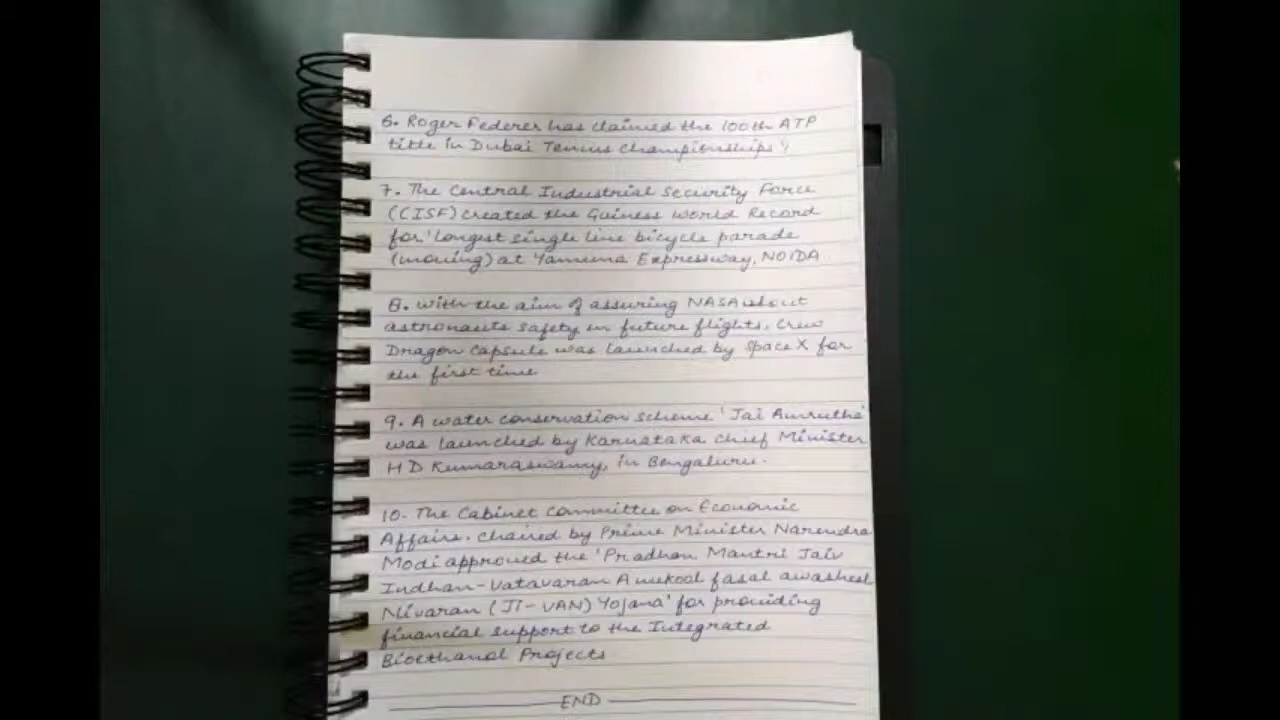 6. Roger Federer has claimed the 100th ATP
title in Dubai Tennis Championships
7. The Central Industrial Security Force
(CISF) created the Guiness World Record
for 'longest single line bicycle parade
(moving) at Yamuna Expressway, NOIDA
8. With the aim of assuring NASA about
astronauts safety in future flights, Crew
Dragon Capsule was launched by SpaceX for
the first time
9. A water conservation scheme 'Jal Amrutha'
was launched by Karnataka Chief Minister
H D Kumaraswamy, in Bengaluru.
10. The Cabinet Committee on Economic
Affairs, chaired by Prime Minister Narendra
Modi approved the 'Pradhan Mantri Jaiv
Indhan-Vatavaran Anukool fasal awashesh
Nivaran (JI-VAN) Yojana' for providing
financial support to the Integrated
Bioethanol Projects
END